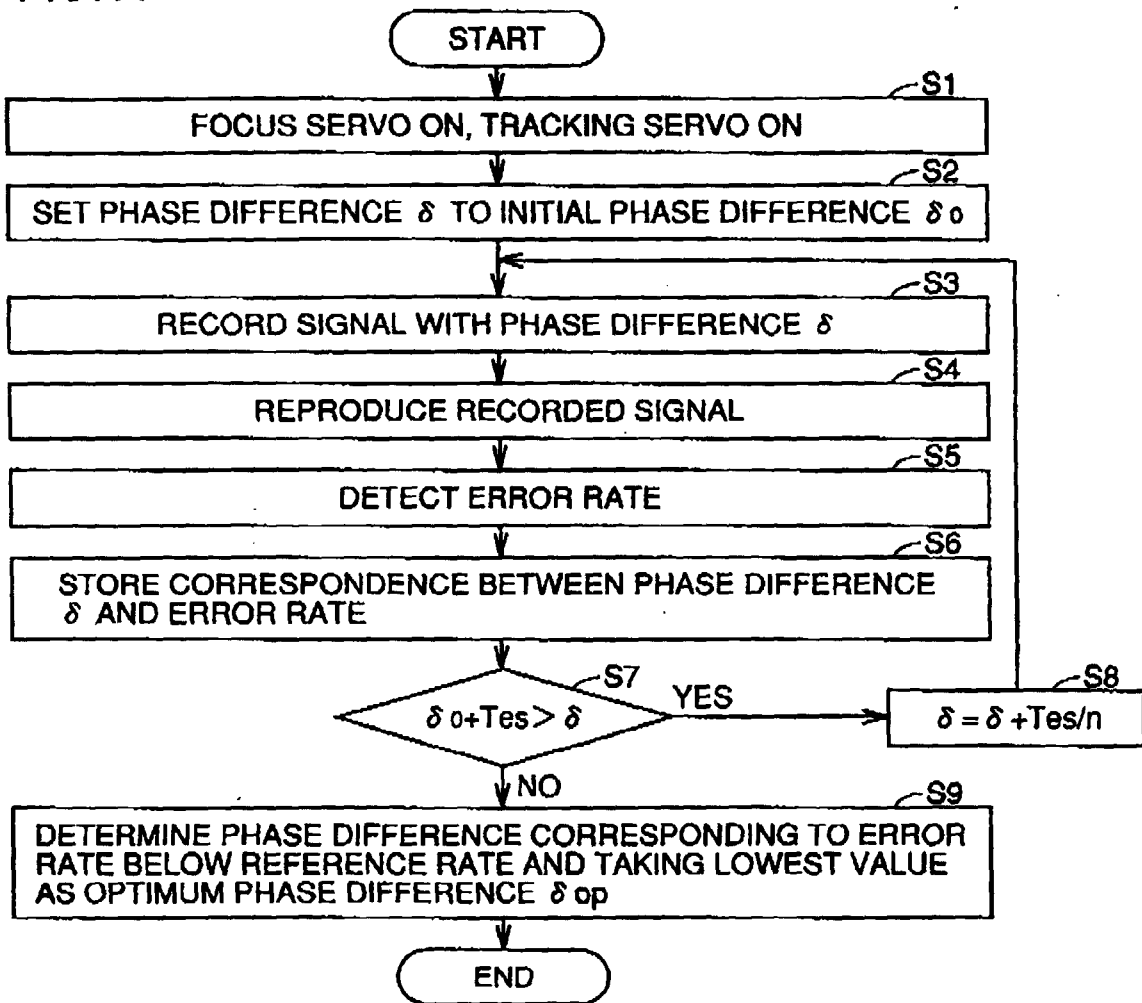 START
S1
FOCUS SERVO ON, TRACKING SERVO ON
S2
SET PHASE DIFFERENCE δ TO INITIAL PHASE DIFFERENCE δo
S3
RECORD SIGNAL WITH PHASE DIFFERENCE δ
S4
REPRODUCE RECORDED SIGNAL
S5
DETECT ERROR RATE
S6
STORE CORRESPONDENCE BETWEEN PHASE DIFFERENCE
δ AND ERROR RATE
S7
δo+Tes > δ
YES
S8
δ = δ +Tes/n
NO
S9
DETERMINE PHASE DIFFERENCE CORRESPONDING TO ERROR
RATE BELOW REFERENCE RATE AND TAKING LOWEST VALUE
AS OPTIMUM PHASE DIFFERENCE δop
END